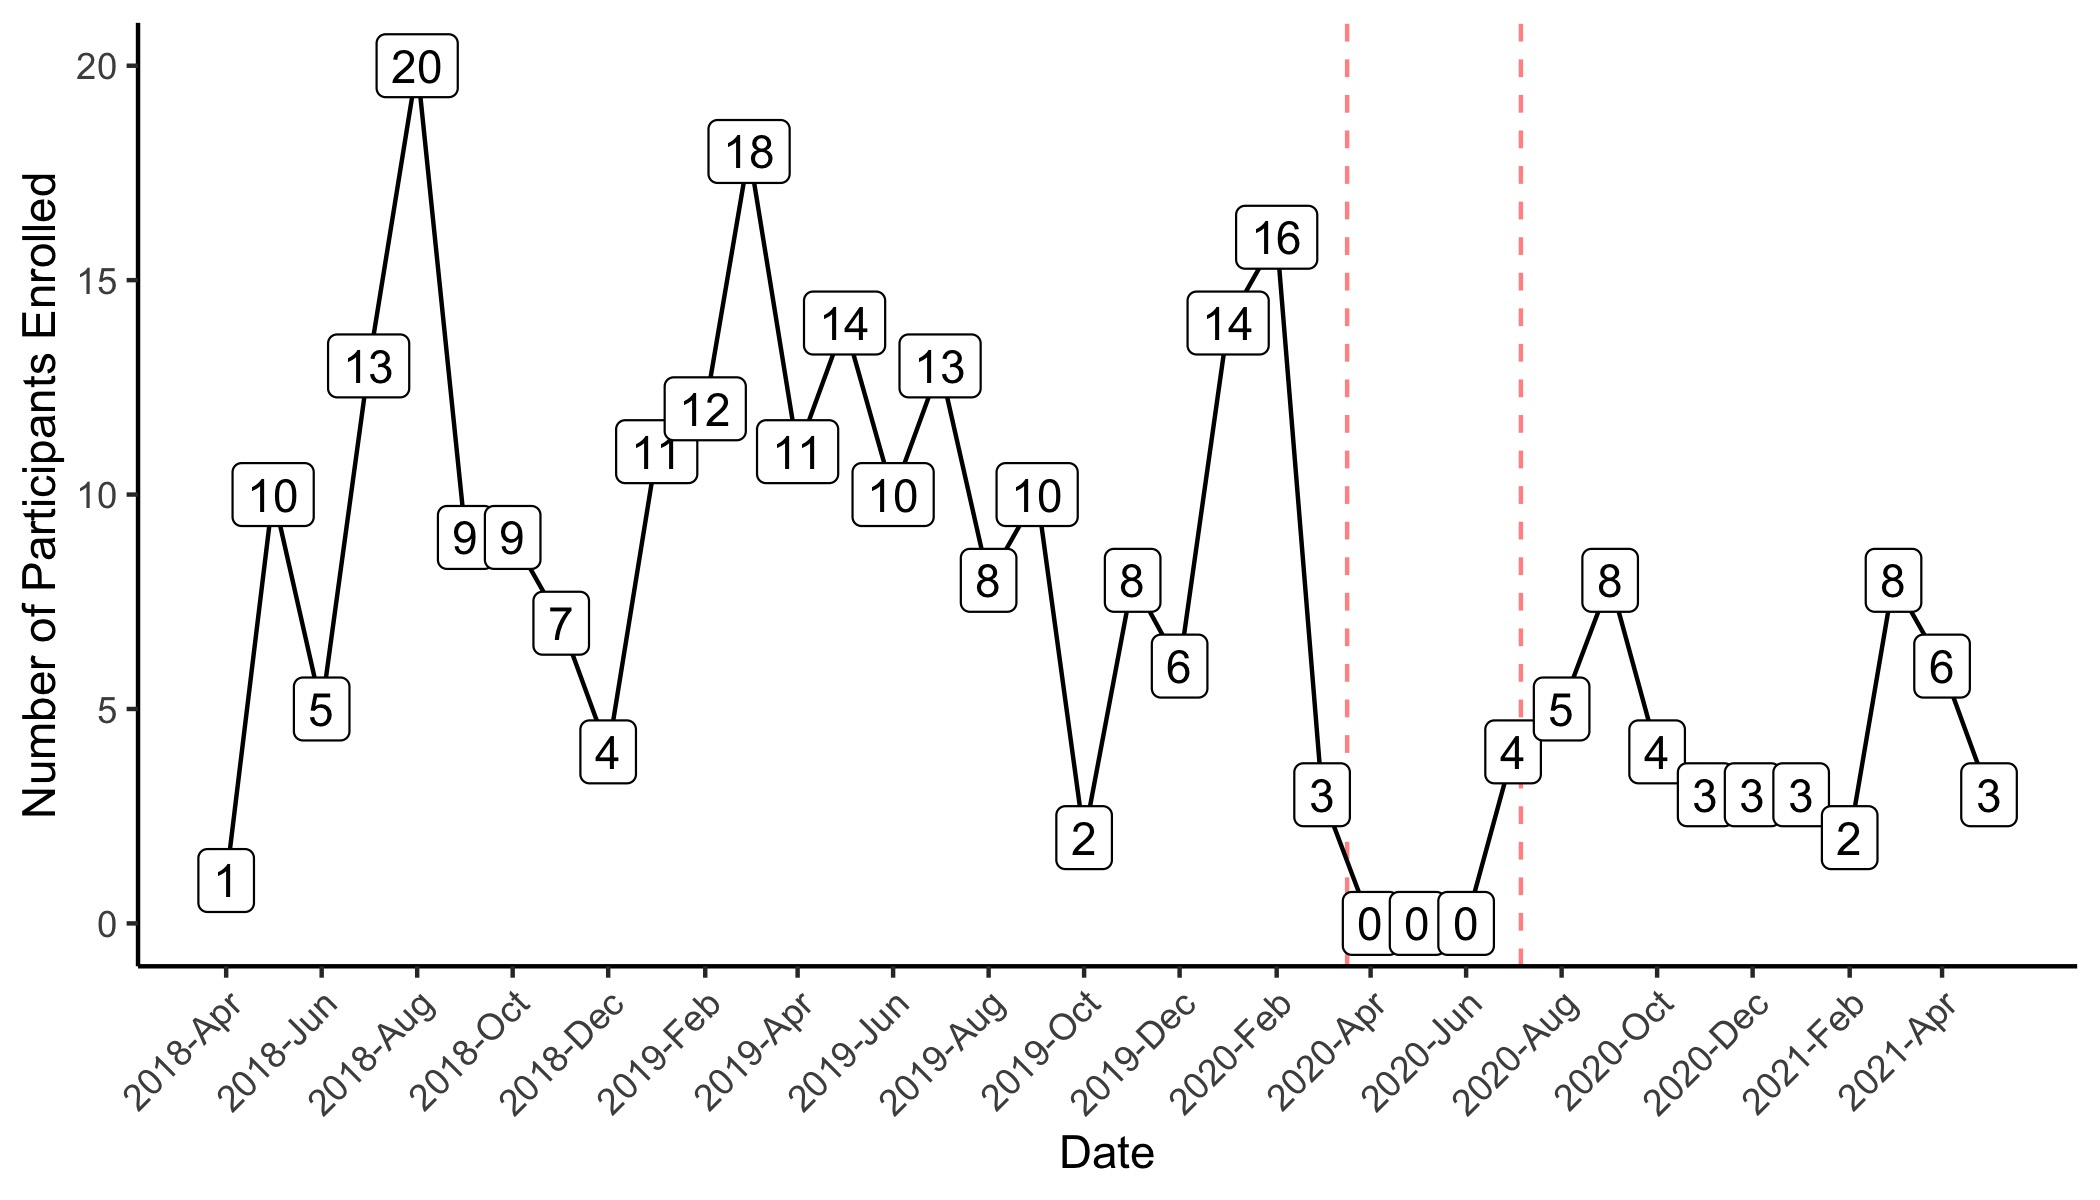 Number of Participants Enrolled
20
15
10
5
0
1
10
5
13
20
9
9
7
4
11
12
18
11
14
10
13
8
10
2
8
6
14
16
3
0
0
0
4
5
8
4
3
3
3
2
8
6
3
2018-Apr
2018-Jun
2018-Aug
2018-Oct
2018-Dec
2019-Feb
2019-Apr
2019-Jun
2019-Aug
2019-Oct
2019-Dec
2020-Feb
2020-Apr
2020-Jun
2020-Aug
2020-Oct
2020-Dec
2021-Feb
2021-Apr
Date